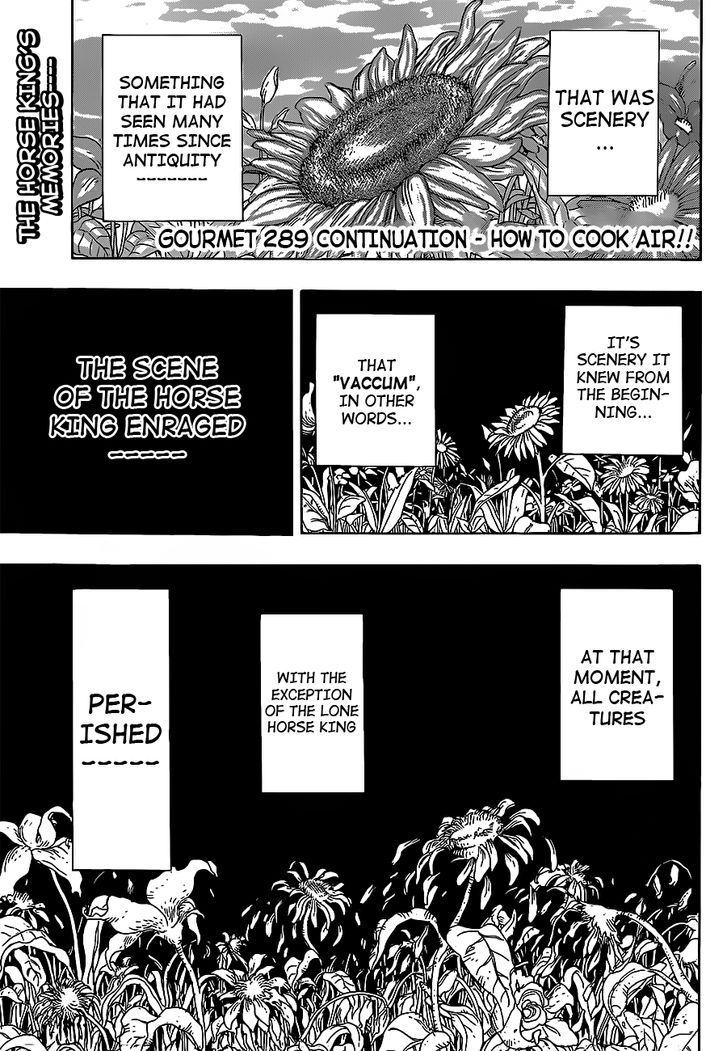 THE HORSE KING'S
MEMORIES----
THAT WAS
SCENERY
...
SOMETHING
THAT IT HAD
SEEN MANY
TIMES SINCE
ANTIQUITY
-------
GOURMET 289 CONTINUATION - HOW TO COOK AIR!!
IT'S
SCENERY IT
KNEW FROM
THE BEGIN-
NING...
THAT
"VACCUM",
IN OTHER
WORDS...
THE SCENE
OF THE HORSE
KING ENRAGED
-----
AT THAT
MOMENT,
ALL CREA-
TURES
WITH THE
EXCEPTION
OF THE LONE
HORSE KING
PER-
ISHED
-----